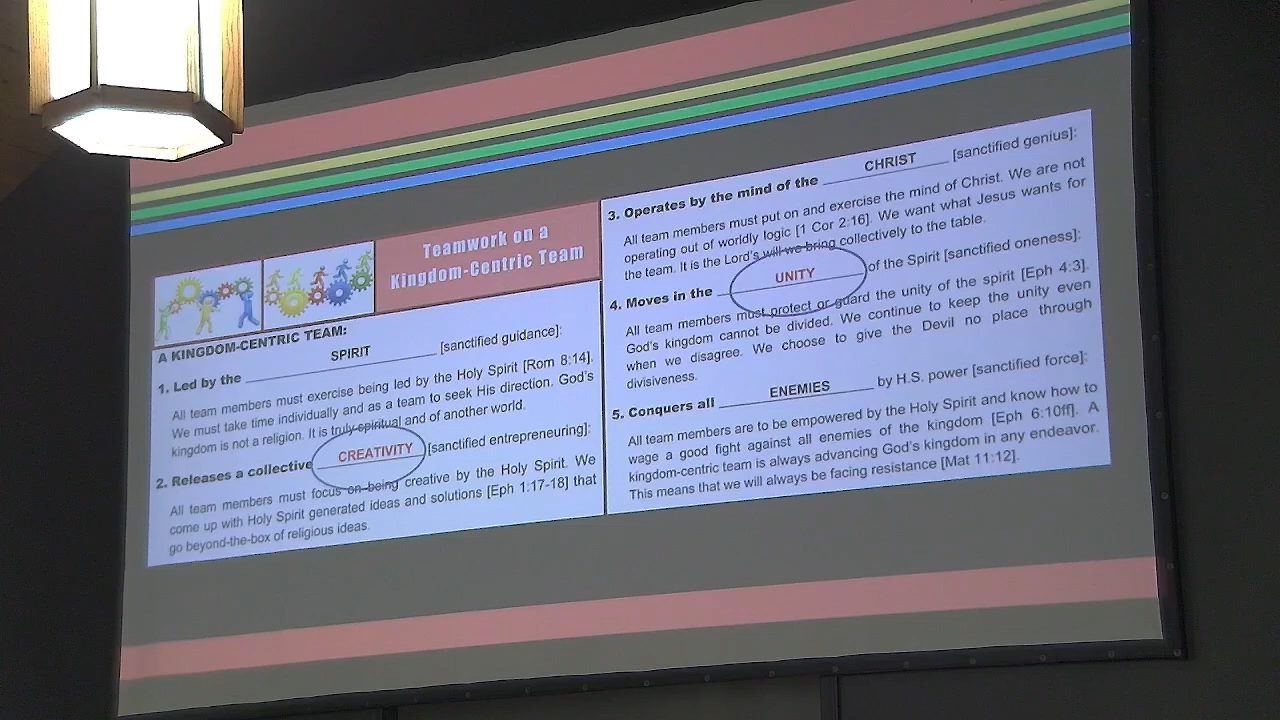 Teamwork on a
Kingdom-Centric Team
A KINGDOM-CENTRIC TEAM:
1. Led by the SPIRIT [sanctified guidance]:
All team members must exercise being led by the Holy Spirit [Rom 8:14].
We must take time individually and as a team to seek His direction. God's
kingdom is not a religion. It is truly spiritual and of another world.
2. Releases a collective CREATIVITY [sanctified entrepreneuring]:
All team members must focus on being creative by the Holy Spirit. We
come up with Holy Spirit generated ideas and solutions [Eph 1:17-18] that
go beyond-the-box of religious ideas.
3. Operates by the mind of the CHRIST [sanctified genius]:
All team members must put on and exercise the mind of Christ. We are not
operating out of worldly logic [1 Cor 2:16]. We want what Jesus wants for
the team. It is the Lord's will we bring collectively to the table.
4. Moves in the UNITY of the Spirit [sanctified oneness]:
All team members must protect or guard the unity of the spirit [Eph 4:3].
God's kingdom cannot be divided. We continue to keep the unity even
when we disagree. We choose to give the Devil no place through
divisiveness.
5. Conquers all ENEMIES by H.S. power [sanctified force]:
All team members are to be empowered by the Holy Spirit and know how to
wage a good fight against all enemies of the kingdom [Eph 6:10ff]. A
kingdom-centric team is always advancing God's kingdom in any endeavor.
This means that we will always be facing resistance [Mat 11:12].